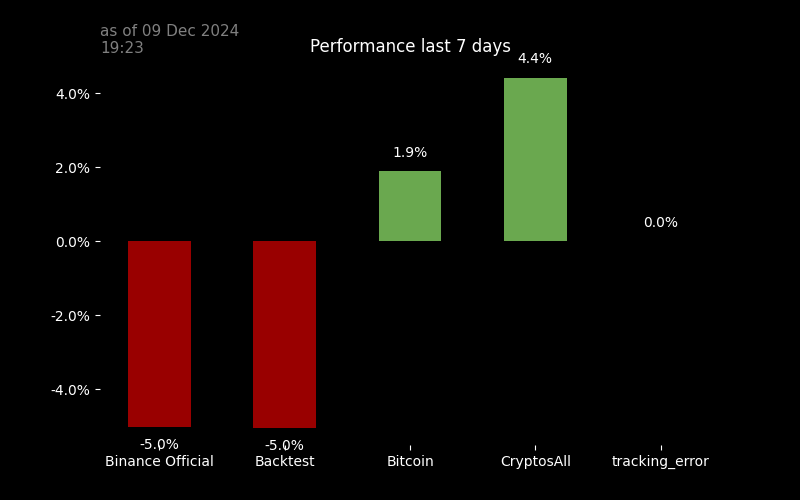 as of 09 Dec 2024
19:23
Performance last 7 days
4.4%
4.0%
1.9%
2.0%
0.0%
0.0%
-2.0%
-4.0%
-5.0%
-5.0%
Binance Official
Backtest
Bitcoin
CryptosAll
tracking_error